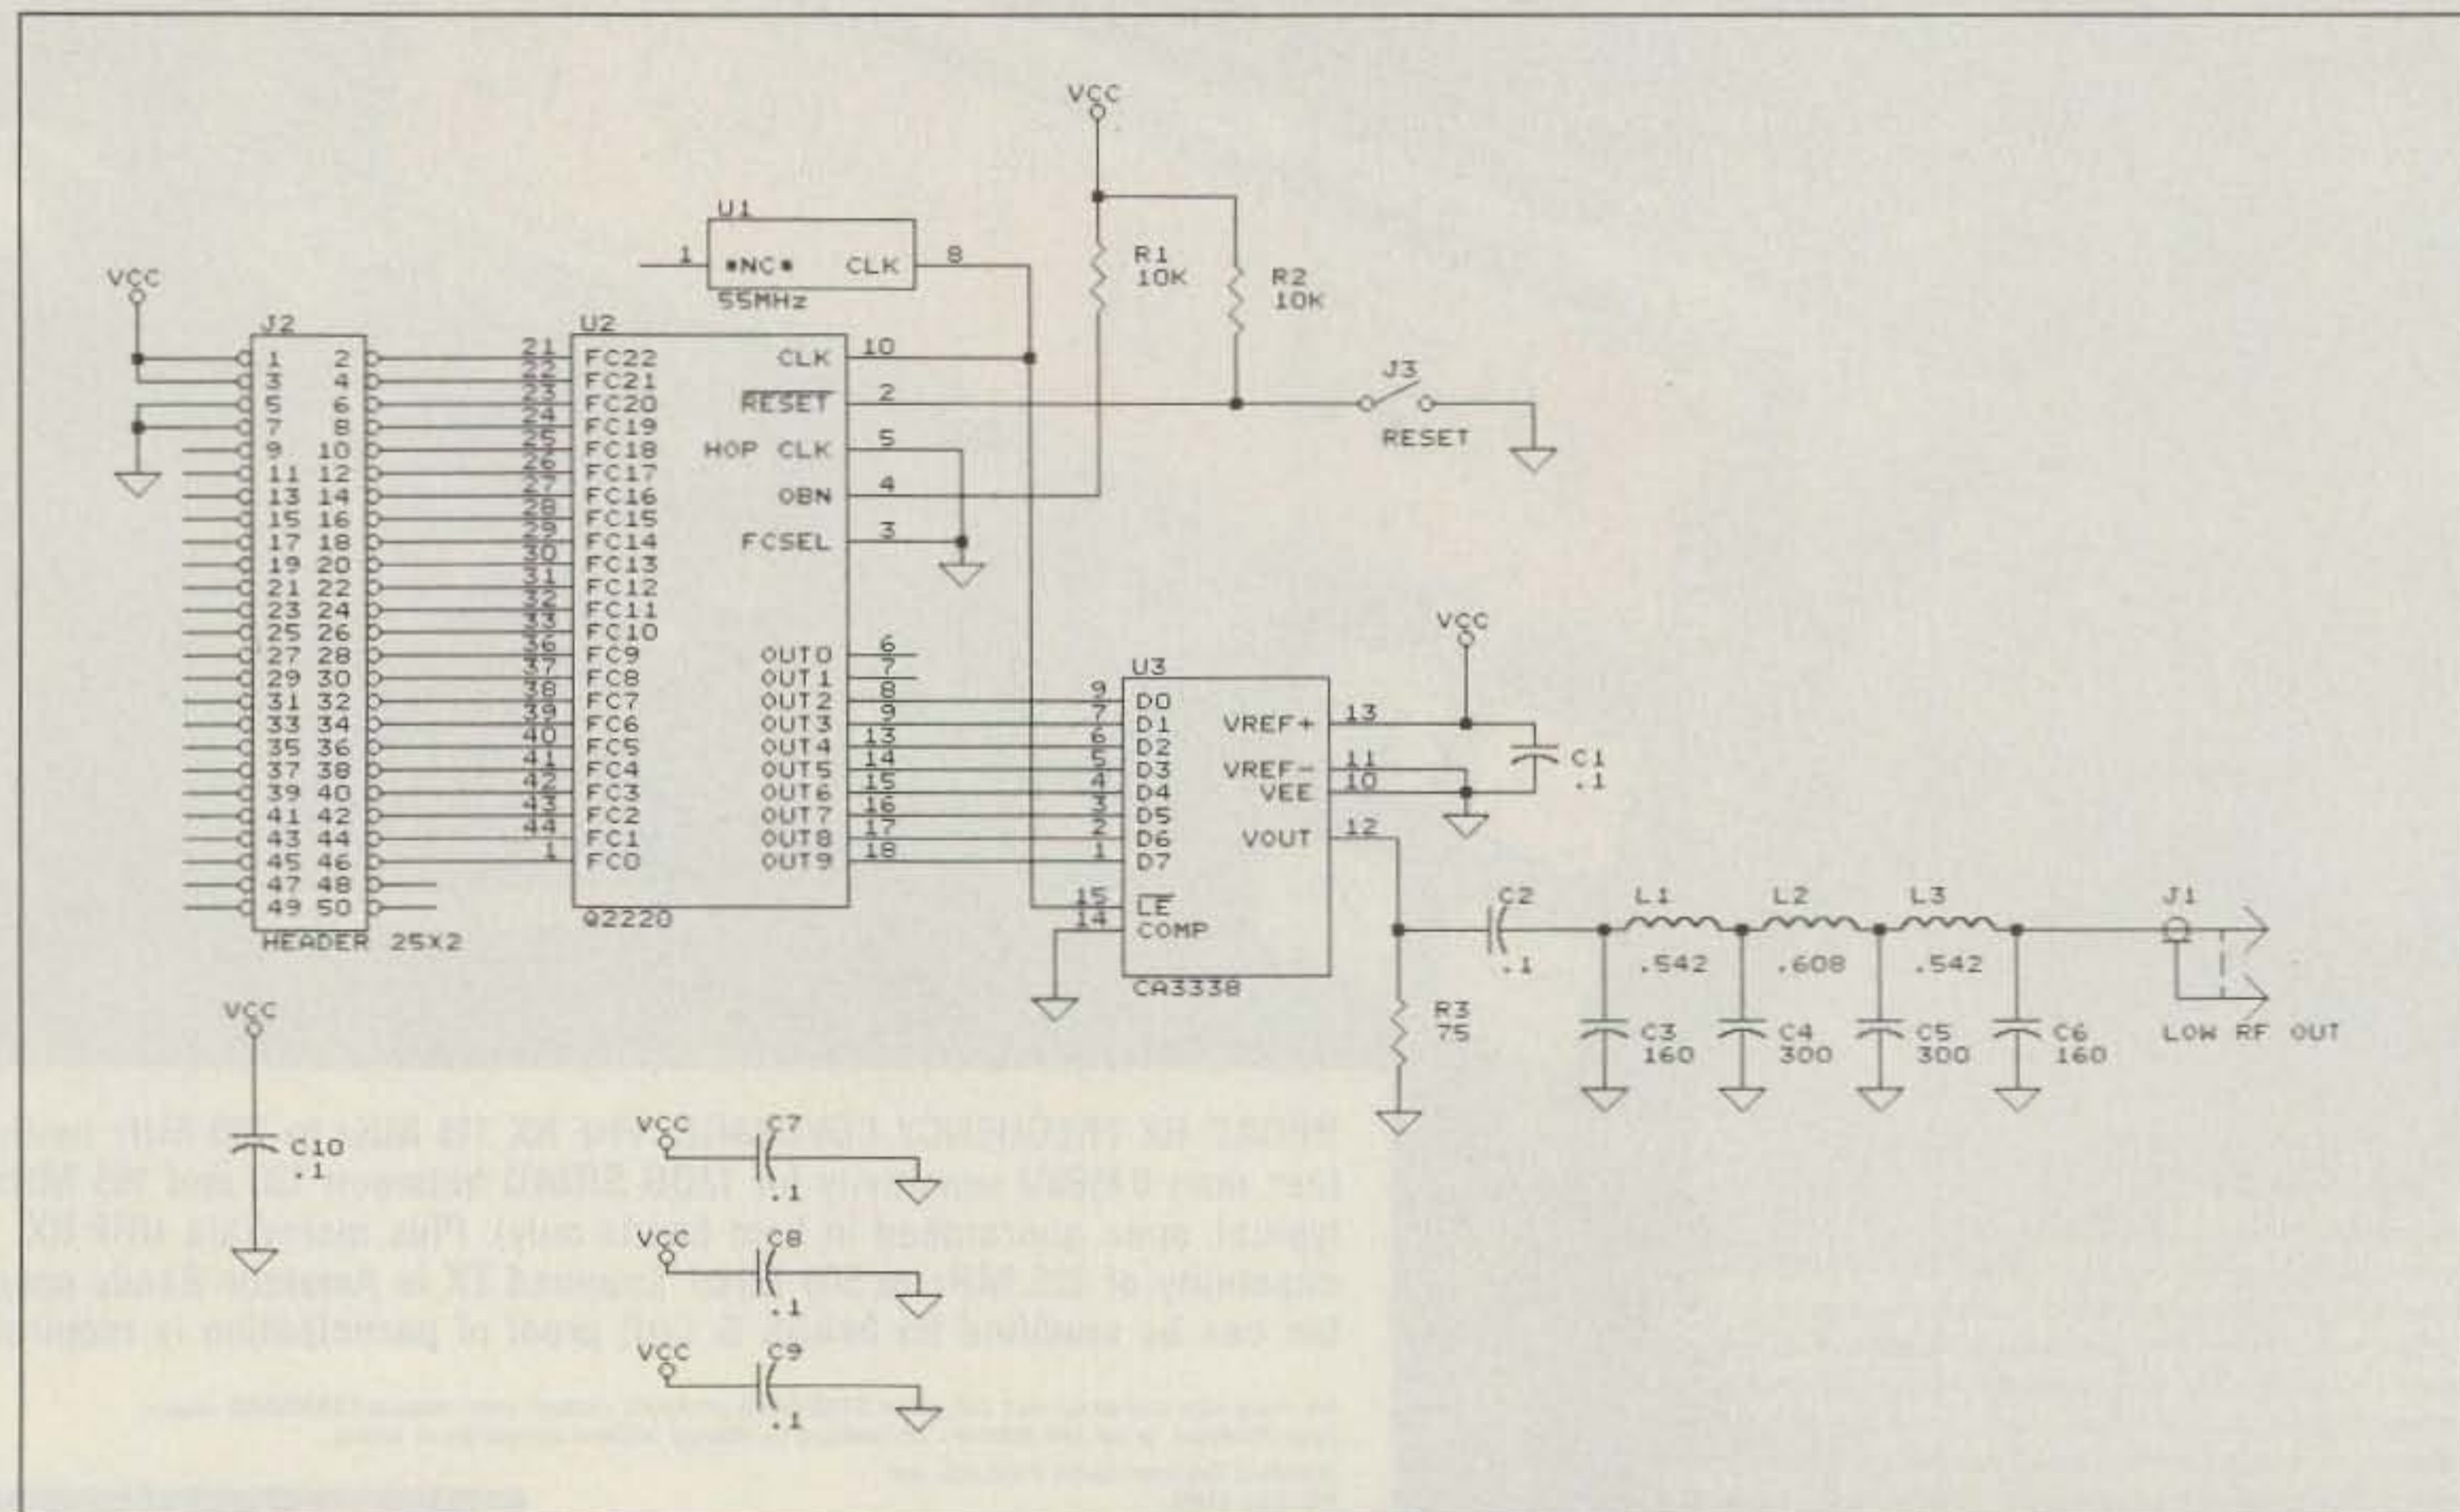 VCC
U1
1 *NC* CLK 8
55MHz
R1
10K
R2
10K
VCC
J2
1 2
3 4
5 6
7 8
9 10
11 12
13 14
15 16
17 18
19 20
21 22
23 24
25 26
27 28
29 30
31 32
33 34
35 36
37 38
39 40
41 42
43 44
45 46
47 48
49 50
HEADER 25X2
U2
21 FC22
22 FC21
23 FC20
24 FC19
25 FC18
26 FC17
27 FC16
28 FC15
29 FC14
30 FC13
31 FC12
32 FC11
33 FC10
36 FC9
37 FC8
38 FC7
39 FC6
40 FC5
41 FC4
42 FC3
43 FC2
44 FC1
1 FC0
CLK 10
RESET 2
HOP CLK 5
OBN 4
FCSEL 3
OUT0 6
OUT1 7
OUT2 8
OUT3 9
OUT4 13
OUT5 14
OUT6 15
OUT7 16
OUT8 17
OUT9 18
Q2220
J3
RESET
VCC
U3
9 D0
7 D1
6 D2
5 D3
4 D4
3 D5
2 D6
1 D7
15 LE
14 COMP
VREF+ 13
VREF- 11
VEE 10
VOUT 12
CA3338
C1
.1
C2
.1
L1
.542
L2
.608
L3
.542
J1
LOW RF OUT
R3
75
C3
160
C4
300
C5
300
C6
160
VCC
C10
.1
VCC C7
.1
VCC C8
.1
VCC C9
.1